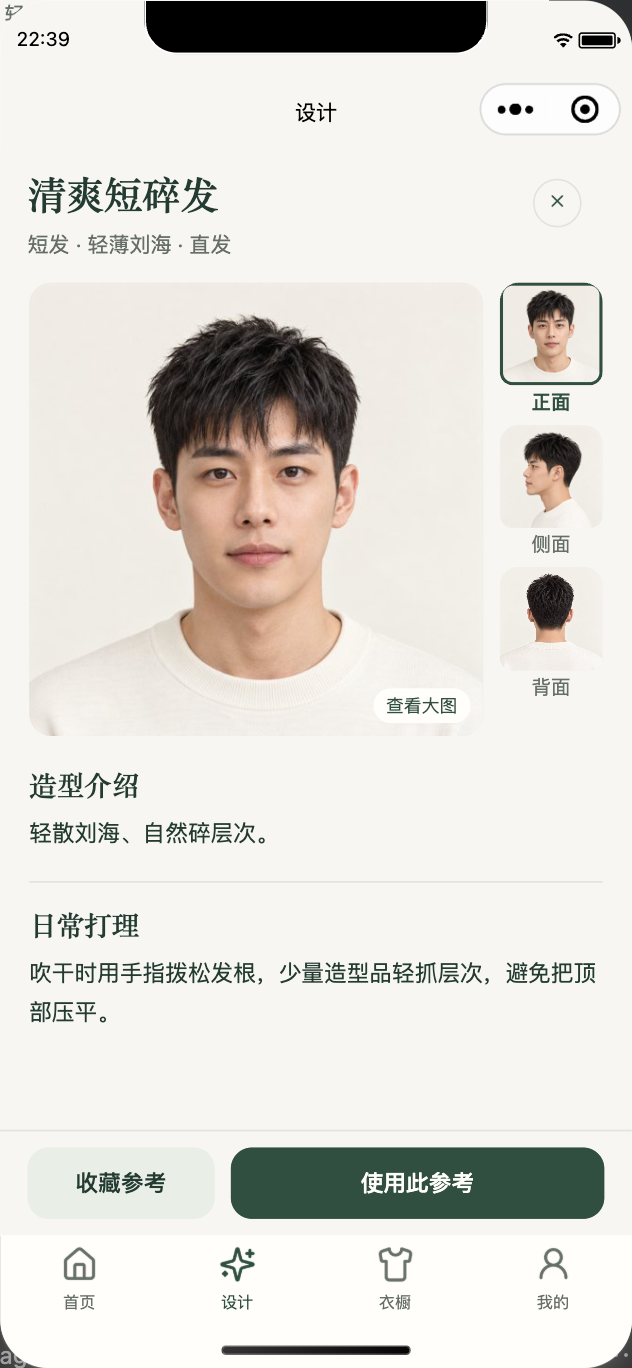 22:39
设计
清爽短碎发
短发 · 轻薄刘海 · 直发
正面
侧面
背面
查看大图
造型介绍
轻散刘海、自然碎层次。
日常打理
吹干时用手指拨松发根，少量造型品轻抓层次，避免把顶
部压平。
收藏参考
使用此参考
首页
设计
衣橱
我的